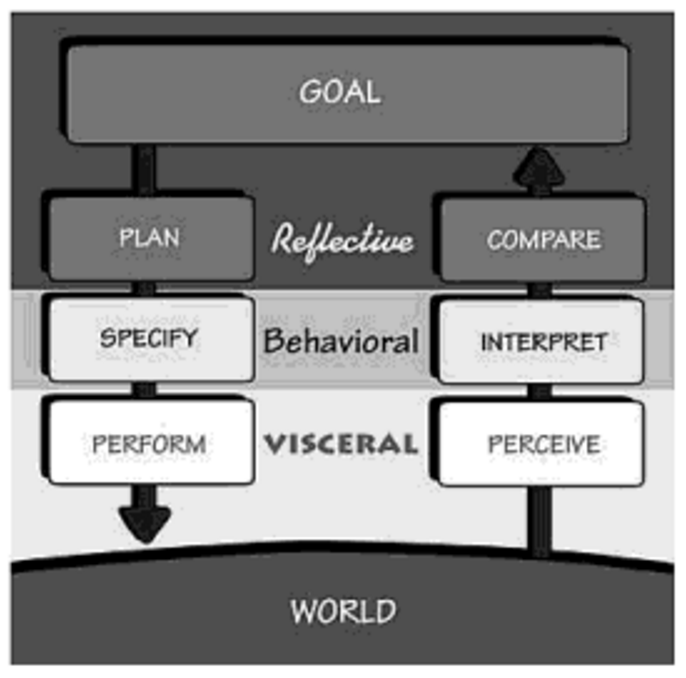 GOAL
PLAN
Reflective
COMPARE
SPECIFY
Behavioral
INTERPRET
PERFORM
VISCERAL
PERCEIVE
WORLD